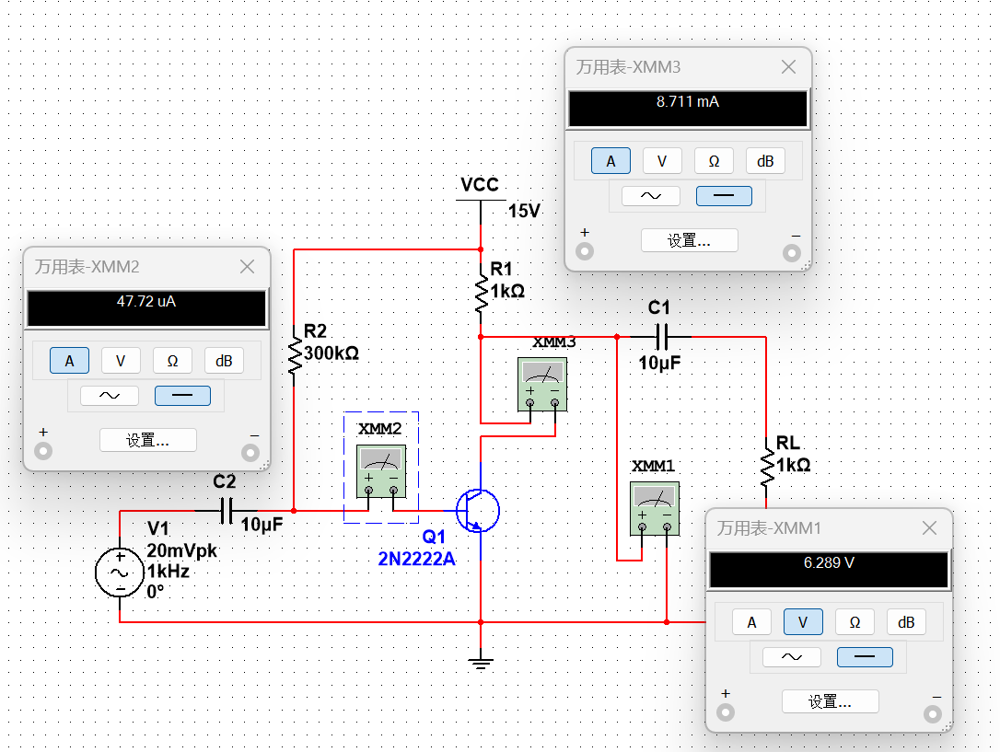 万用表-XMM3
8.711 mA
A
V
Ω
dB
+
设置...
−
VCC
15V
万用表-XMM2
47.72 uA
A
V
Ω
dB
+
设置...
−
R1
1kΩ
C1
10µF
XMM3
+ −
R2
300kΩ
XMM2
+ −
RL
1kΩ
XMM1
+ −
C2
10µF
V1
20mVpk
1kHz
0°
+
−
Q1
2N2222A
万用表-XMM1
6.289 V
A
V
Ω
dB
+
设置...
−